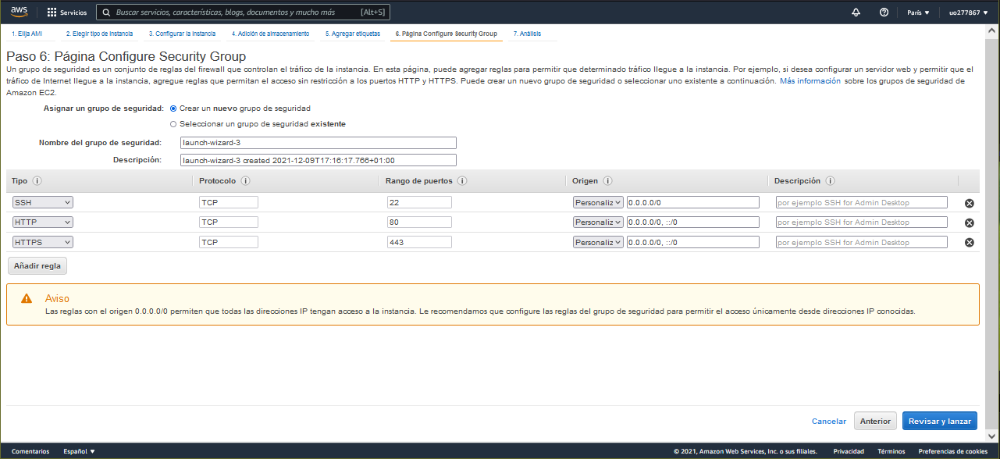 aws
Servicios
Buscar servicios, características, blogs, documentos y mucho más
[Alt+S]
París ▼
uo277867 ▼
1. Elija AMI
2. Elegir tipo de instancia
3. Configurar la instancia
4. Adición de almacenamiento
5. Agregar etiquetas
6. Página Configure Security Group
7. Análisis
Paso 6: Página Configure Security Group
Un grupo de seguridad es un conjunto de reglas del firewall que controlan el tráfico de la instancia. En esta página, puede agregar reglas para permitir que determinado tráfico llegue a la instancia. Por ejemplo, si desea configurar un servidor web y permitir que el
tráfico de Internet llegue a la instancia, agregue reglas que permitan el acceso sin restricción a los puertos HTTP y HTTPS. Puede crear un nuevo grupo de seguridad o seleccionar uno existente a continuación. Más información sobre los grupos de seguridad de
Amazon EC2.
Asignar un grupo de seguridad:
Crear un nuevo grupo de seguridad
Seleccionar un grupo de seguridad existente
Nombre del grupo de seguridad:
launch-wizard-3
Descripción:
launch-wizard-3 created 2021-12-09T17:16:17.766+01:00
Tipo
Protocolo
Rango de puertos
Origen
Descripción
SSH
TCP
22
Personaliz
0.0.0.0/0
por ejemplo SSH for Admin Desktop
HTTP
TCP
80
Personaliz
0.0.0.0/0, ::/0
por ejemplo SSH for Admin Desktop
HTTPS
TCP
443
Personaliz
0.0.0.0/0, ::/0
por ejemplo SSH for Admin Desktop
Añadir regla
Aviso
Las reglas con el origen 0.0.0.0/0 permiten que todas las direcciones IP tengan acceso a la instancia. Le recomendamos que configure las reglas del grupo de seguridad para permitir el acceso únicamente desde direcciones IP conocidas.
Cancelar
Anterior
Revisar y lanzar
Comentarios
Español ▼
© 2021, Amazon Web Services, Inc. o sus filiales.
Privacidad
Términos
Preferencias de cookies